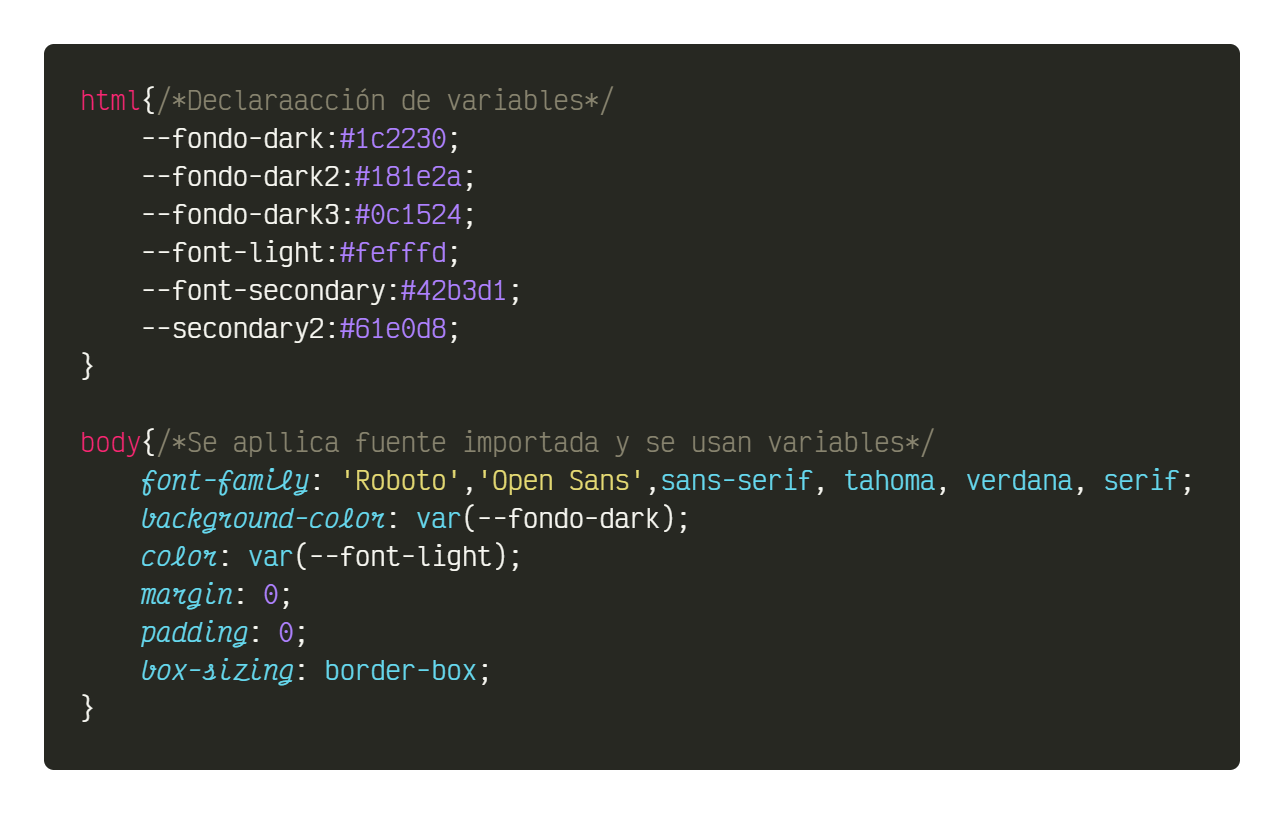 html{/*Declaraacción de variables*/
    --fondo-dark:#1c2230;
    --fondo-dark2:#181e2a;
    --fondo-dark3:#0c1524;
    --font-light:#fefffd;
    --font-secondary:#42b3d1;
    --secondary2:#61e0d8;
}

body{/*Se apllica fuente importada y se usan variables*/
    font-family: 'Roboto','Open Sans',sans-serif, tahoma, verdana, serif;
    background-color: var(--fondo-dark);
    color: var(--font-light);
    margin: 0;
    padding: 0;
    box-sizing: border-box;
}